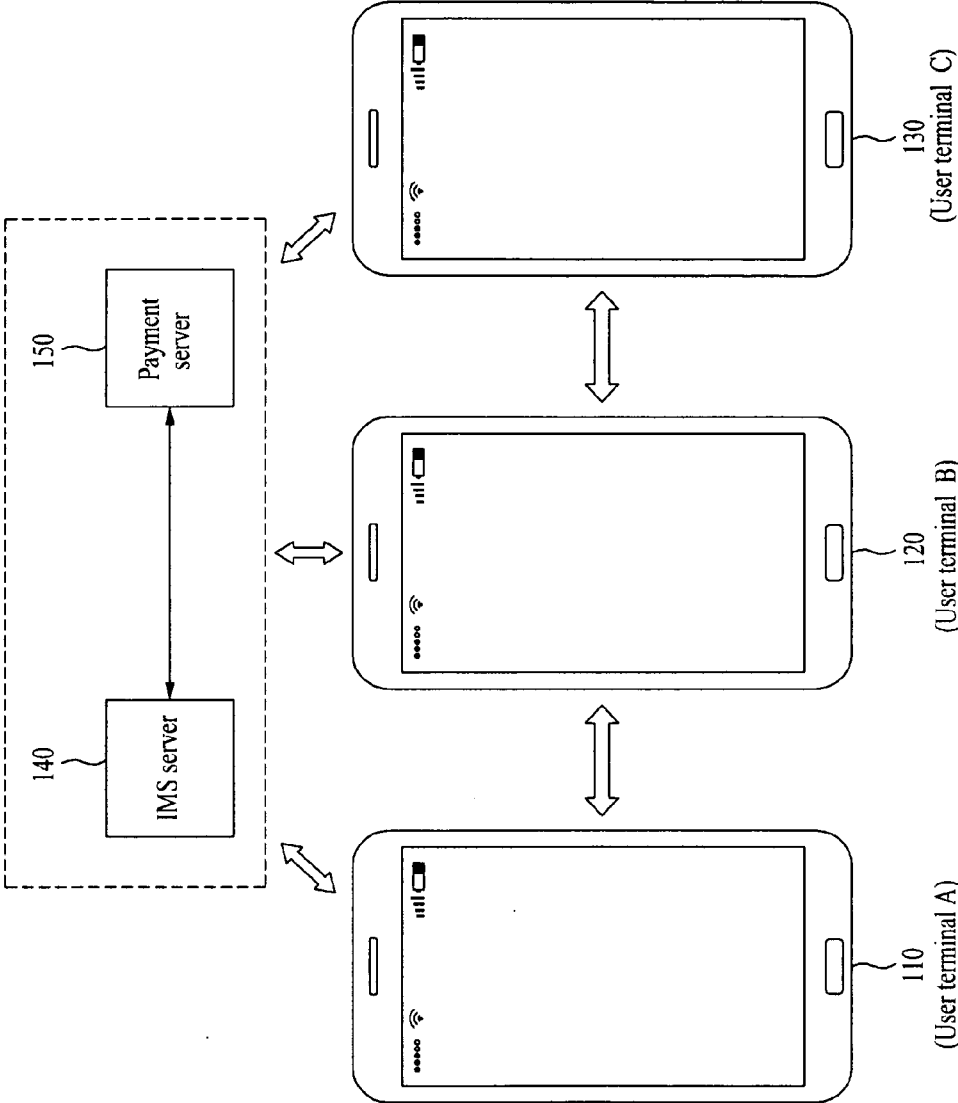 140
IMS server
150
Payment
server
110
(User terminal A)
120
(User terminal B)
130
(User terminal C)